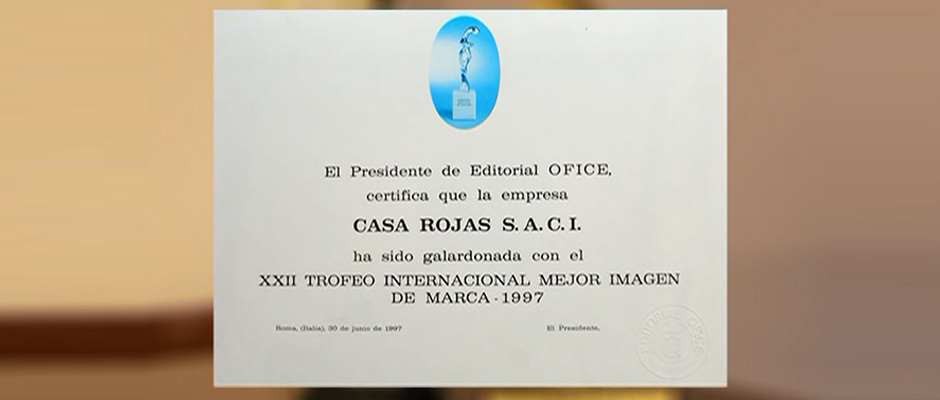 El Presidente de Editorial OFICE,
certifica que la empresa
CASA ROJAS S.A.C.I.
ha sido galardonada con el
XXII TROFEO INTERNACIONAL MEJOR IMAGEN
DE MARCA - 1997
Roma, (Italia), 30 de junio de 1997
El Presidente,